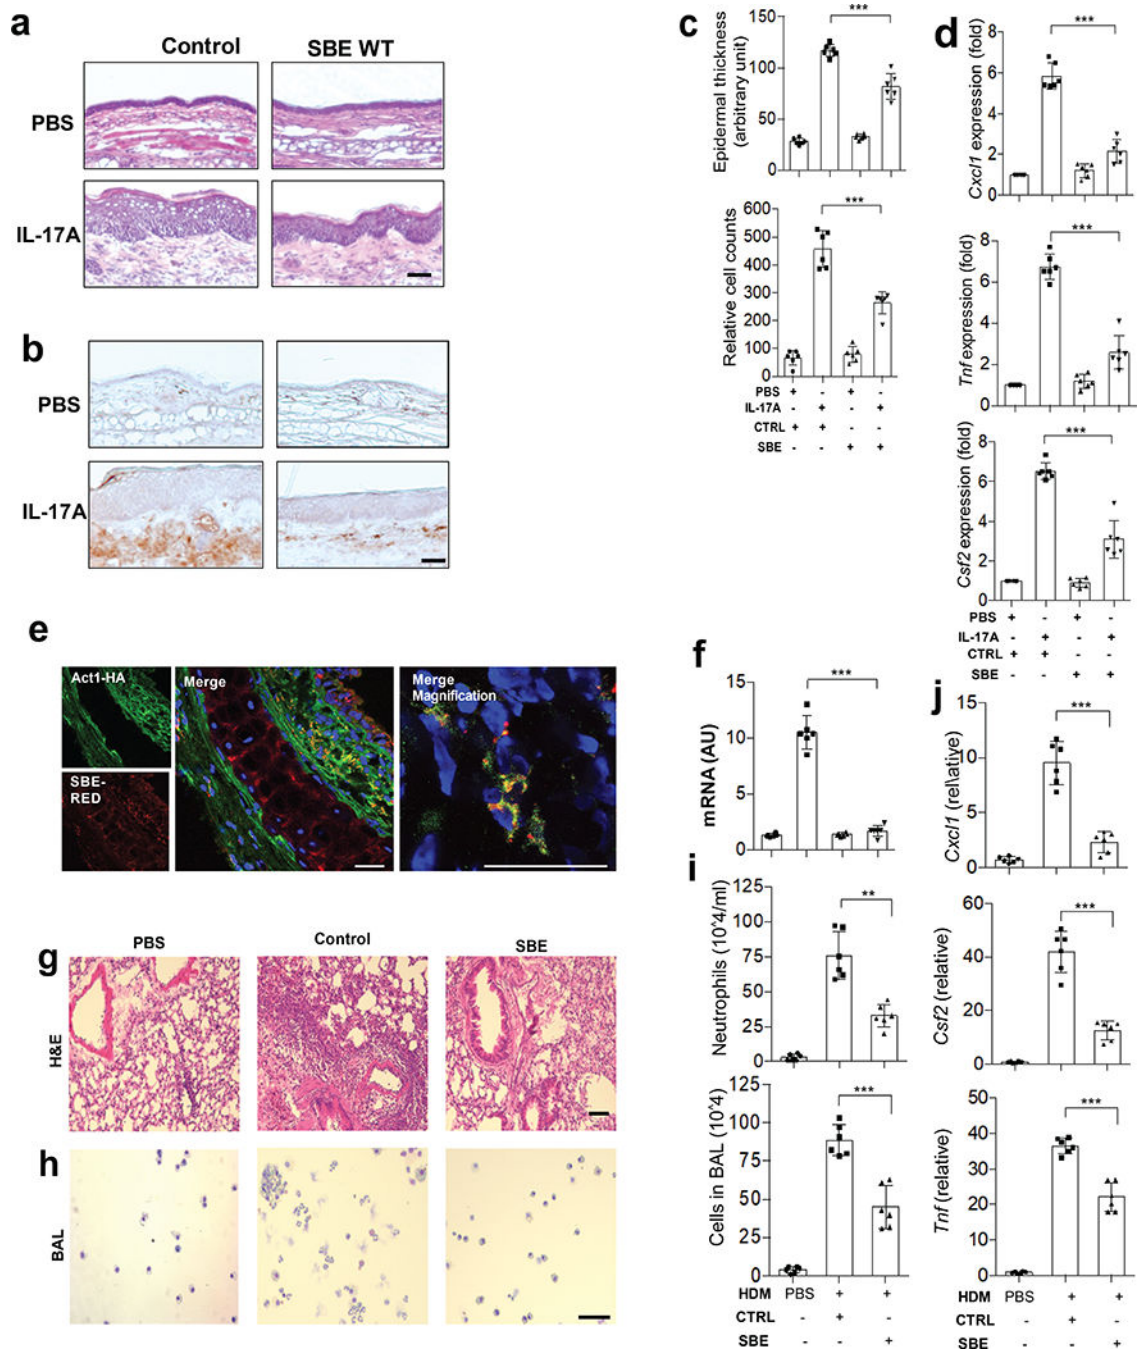 a
Control SBE WT
PBS
IL-17A
b
PBS
IL-17A
c
Epidermal thickness
(arbitrary unit)
150
100
50
0
***
Relative cell counts
600
500
400
300
200
100
0
***
PBS + - + -
IL-17A - + - +
CTRL + + - -
SBE - - + +
d
Cxcl1 expression (fold)
8
6
4
2
0
***
Tnf expression (fold)
8
6
4
2
0
***
Csf2 expression (fold)
8
6
4
2
0
***
PBS + - + -
IL-17A - + - +
CTRL + + - -
SBE - - + +
e
Act1-HA
SBE-
RED
Merge
Merge
Magnification
f
mRNA (AU)
15
10
5
0
***
g
PBS Control SBE
H&E
h
BAL
i
Neutrophils (10^4/ml)
125
100
75
50
25
0
**
Cells in BAL (10^4)
125
100
75
50
25
0
***
HDM PBS + +
CTRL - + -
SBE - - +
j
Cxcl1 (rel\ative)
15
10
5
0
***
Csf2 (relative)
60
40
20
0
***
Tnf (relative)
50
40
30
20
10
0
***
HDM PBS + +
CTRL - + -
SBE - - +